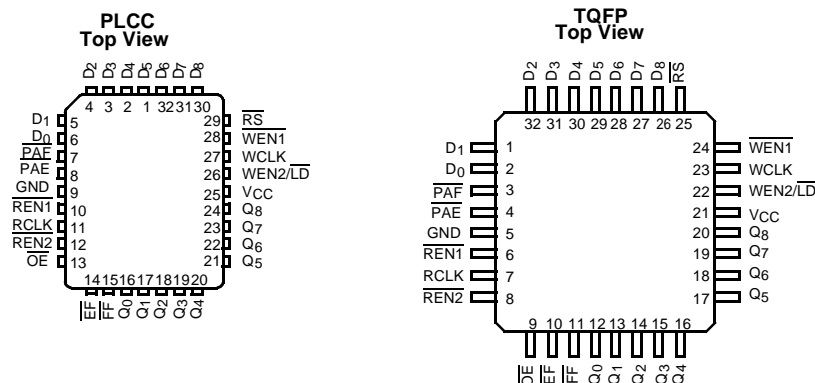 PLCC
Top View
D2 D3 D4 D5 D6 D7 D8
4 3 2 1 32 31 30
D1 5
D0 6
PAF 7
PAE 8
GND 9
REN1 10
RCLK 11
REN2 12
OE 13
29 RS
28 WEN1
27 WCLK
26 WEN2/LD
25 VCC
24 Q8
23 Q7
22 Q6
21 Q5
14 15 16 17 18 19 20
EF FF Q0 Q1 Q2 Q3 Q4
TQFP
Top View
D2 D3 D4 D5 D6 D7 D8 RS
32 31 30 29 28 27 26 25
D1 1
D0 2
PAF 3
PAE 4
GND 5
REN1 6
RCLK 7
REN2 8
24 WEN1
23 WCLK
22 WEN2/LD
21 VCC
20 Q8
19 Q7
18 Q6
17 Q5
9 10 11 12 13 14 15 16
OE EF FF Q0 Q1 Q2 Q3 Q4